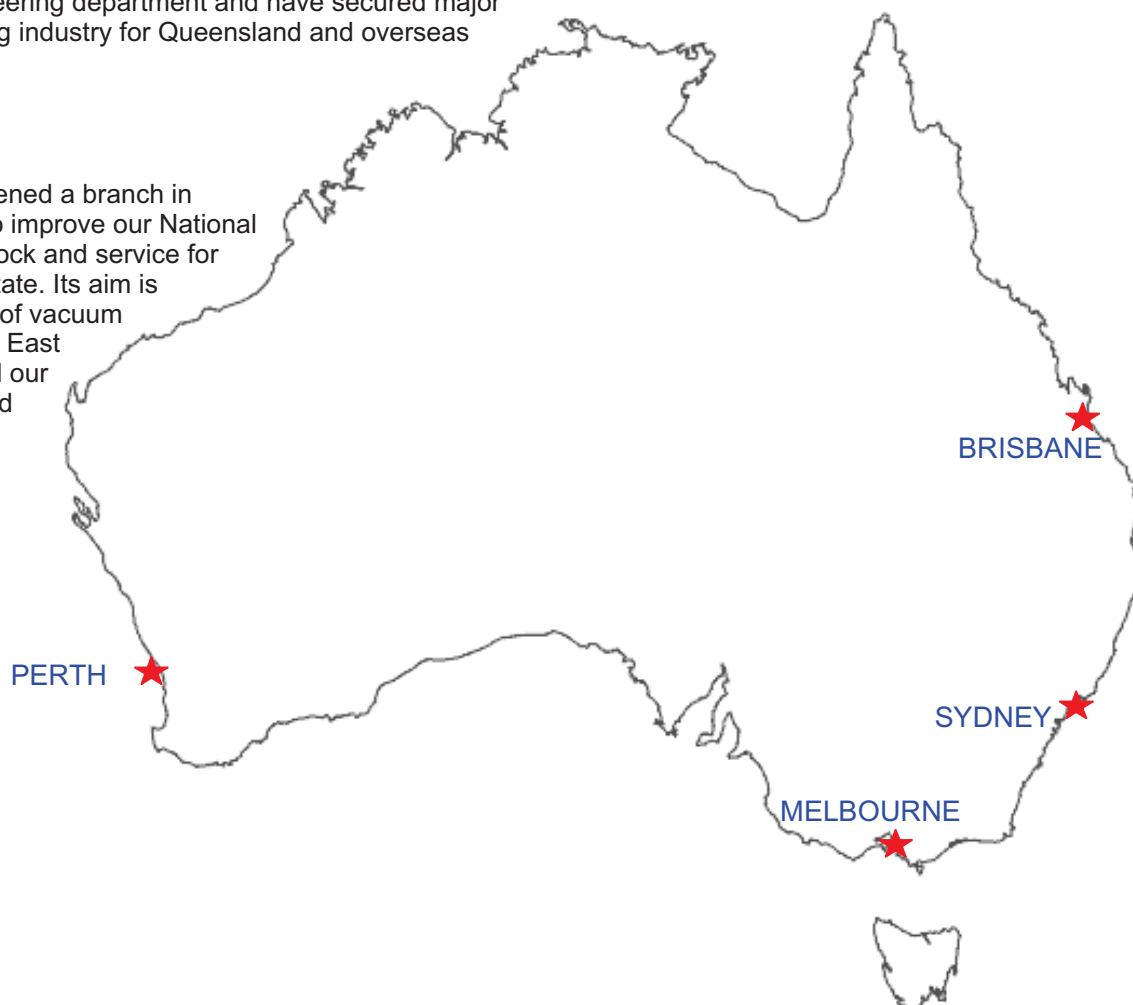 eering department and have secured major
g industry for Queensland and overseas
ened a branch in
o improve our National
ock and service for
tate. Its aim is
of vacuum
East
l our
d
BRISBANE
PERTH
SYDNEY
MELBOURNE